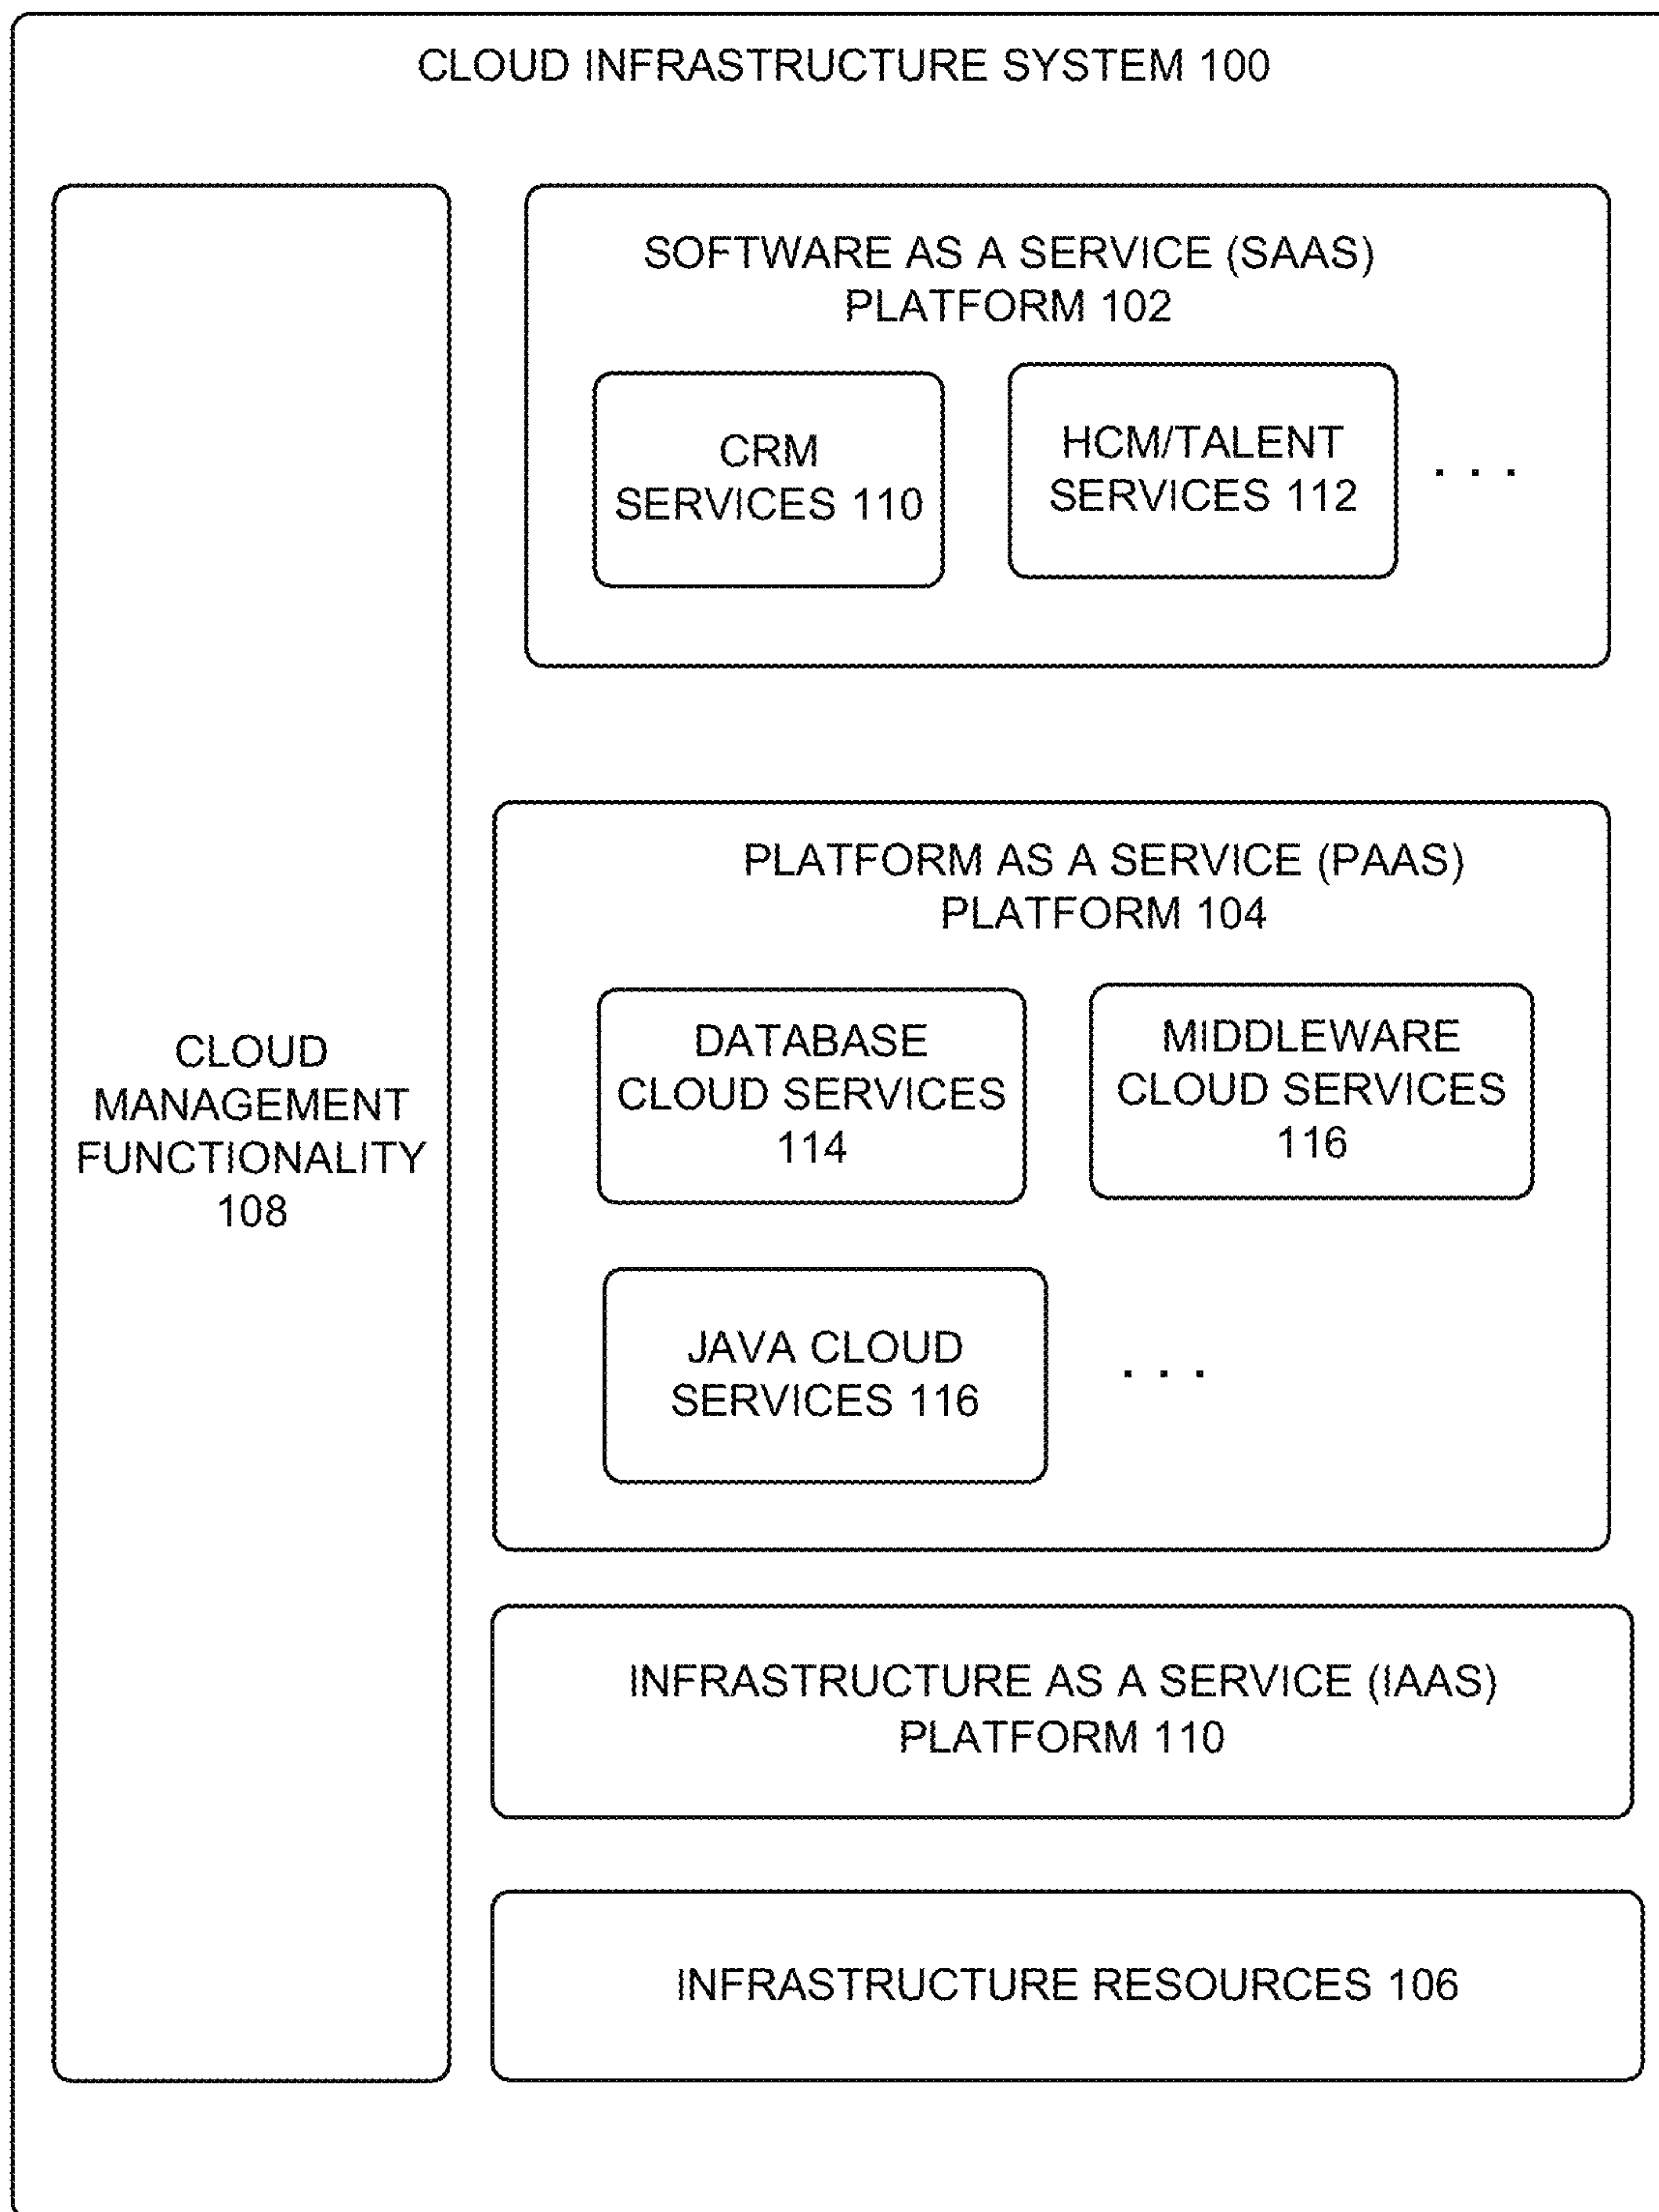 CLOUD INFRASTRUCTURE SYSTEM 100
SOFTWARE AS A SERVICE (SAAS)
PLATFORM 102
CRM
SERVICES 110
HCM/TALENT
SERVICES 112
. . .
CLOUD
MANAGEMENT
FUNCTIONALITY
108
PLATFORM AS A SERVICE (PAAS)
PLATFORM 104
DATABASE
CLOUD SERVICES
114
MIDDLEWARE
CLOUD SERVICES
116
JAVA CLOUD
SERVICES 116
. . .
INFRASTRUCTURE AS A SERVICE (IAAS)
PLATFORM 110
INFRASTRUCTURE RESOURCES 106